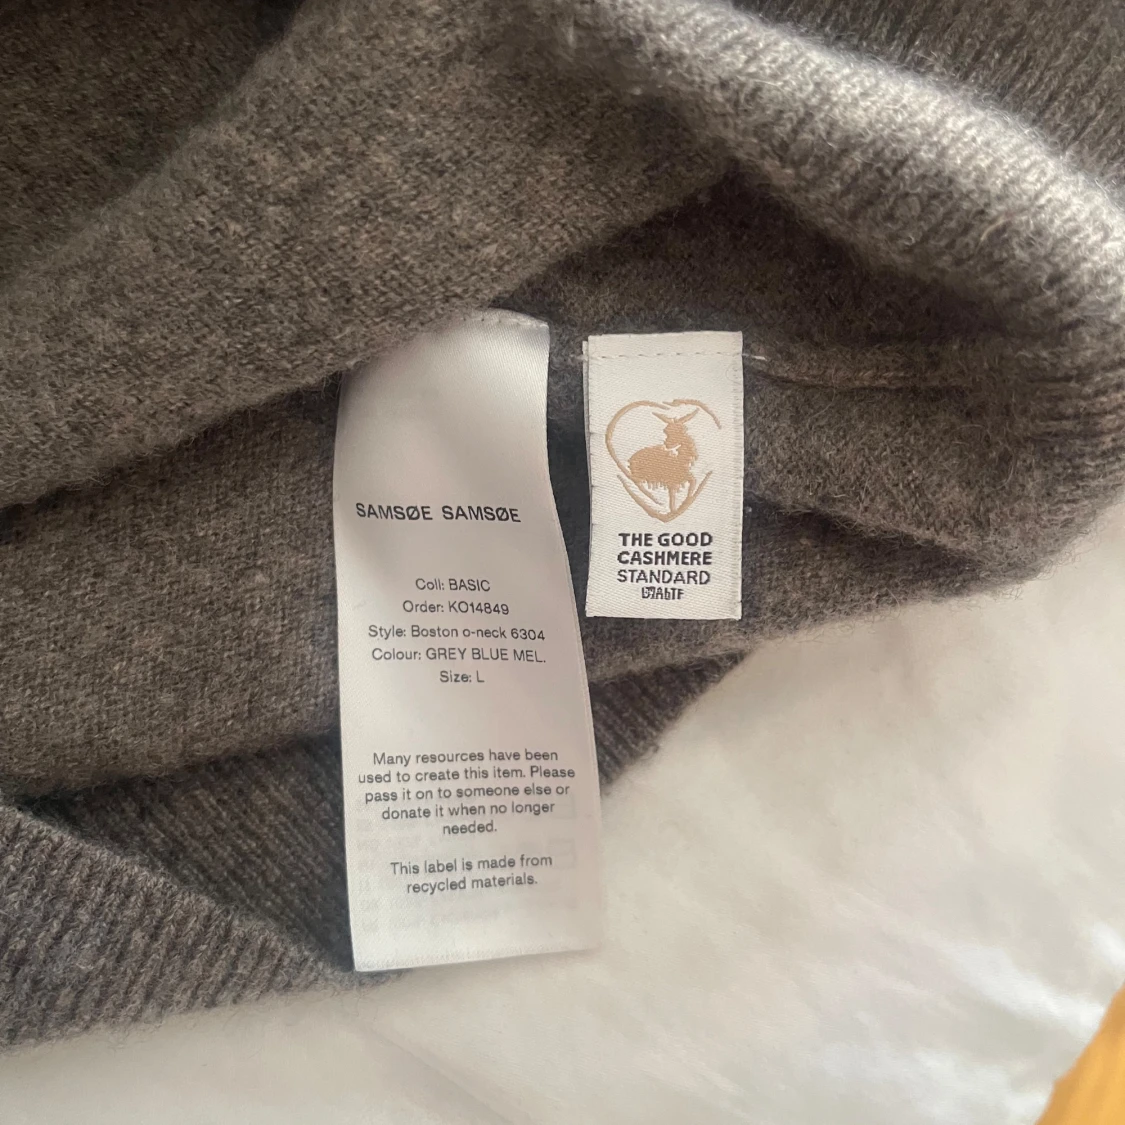 SAMSØE SAMSØE
Coll: BASIC
Order: KO14849
Style: Boston o-neck 6304
Colour: GREY BLUE MEL.
Size: L
Many resources have been
used to create this item. Please
pass it on to someone else or
donate it when no longer
needed.
This label is made from
recycled materials.
THE GOOD
CASHMERE
STANDARD